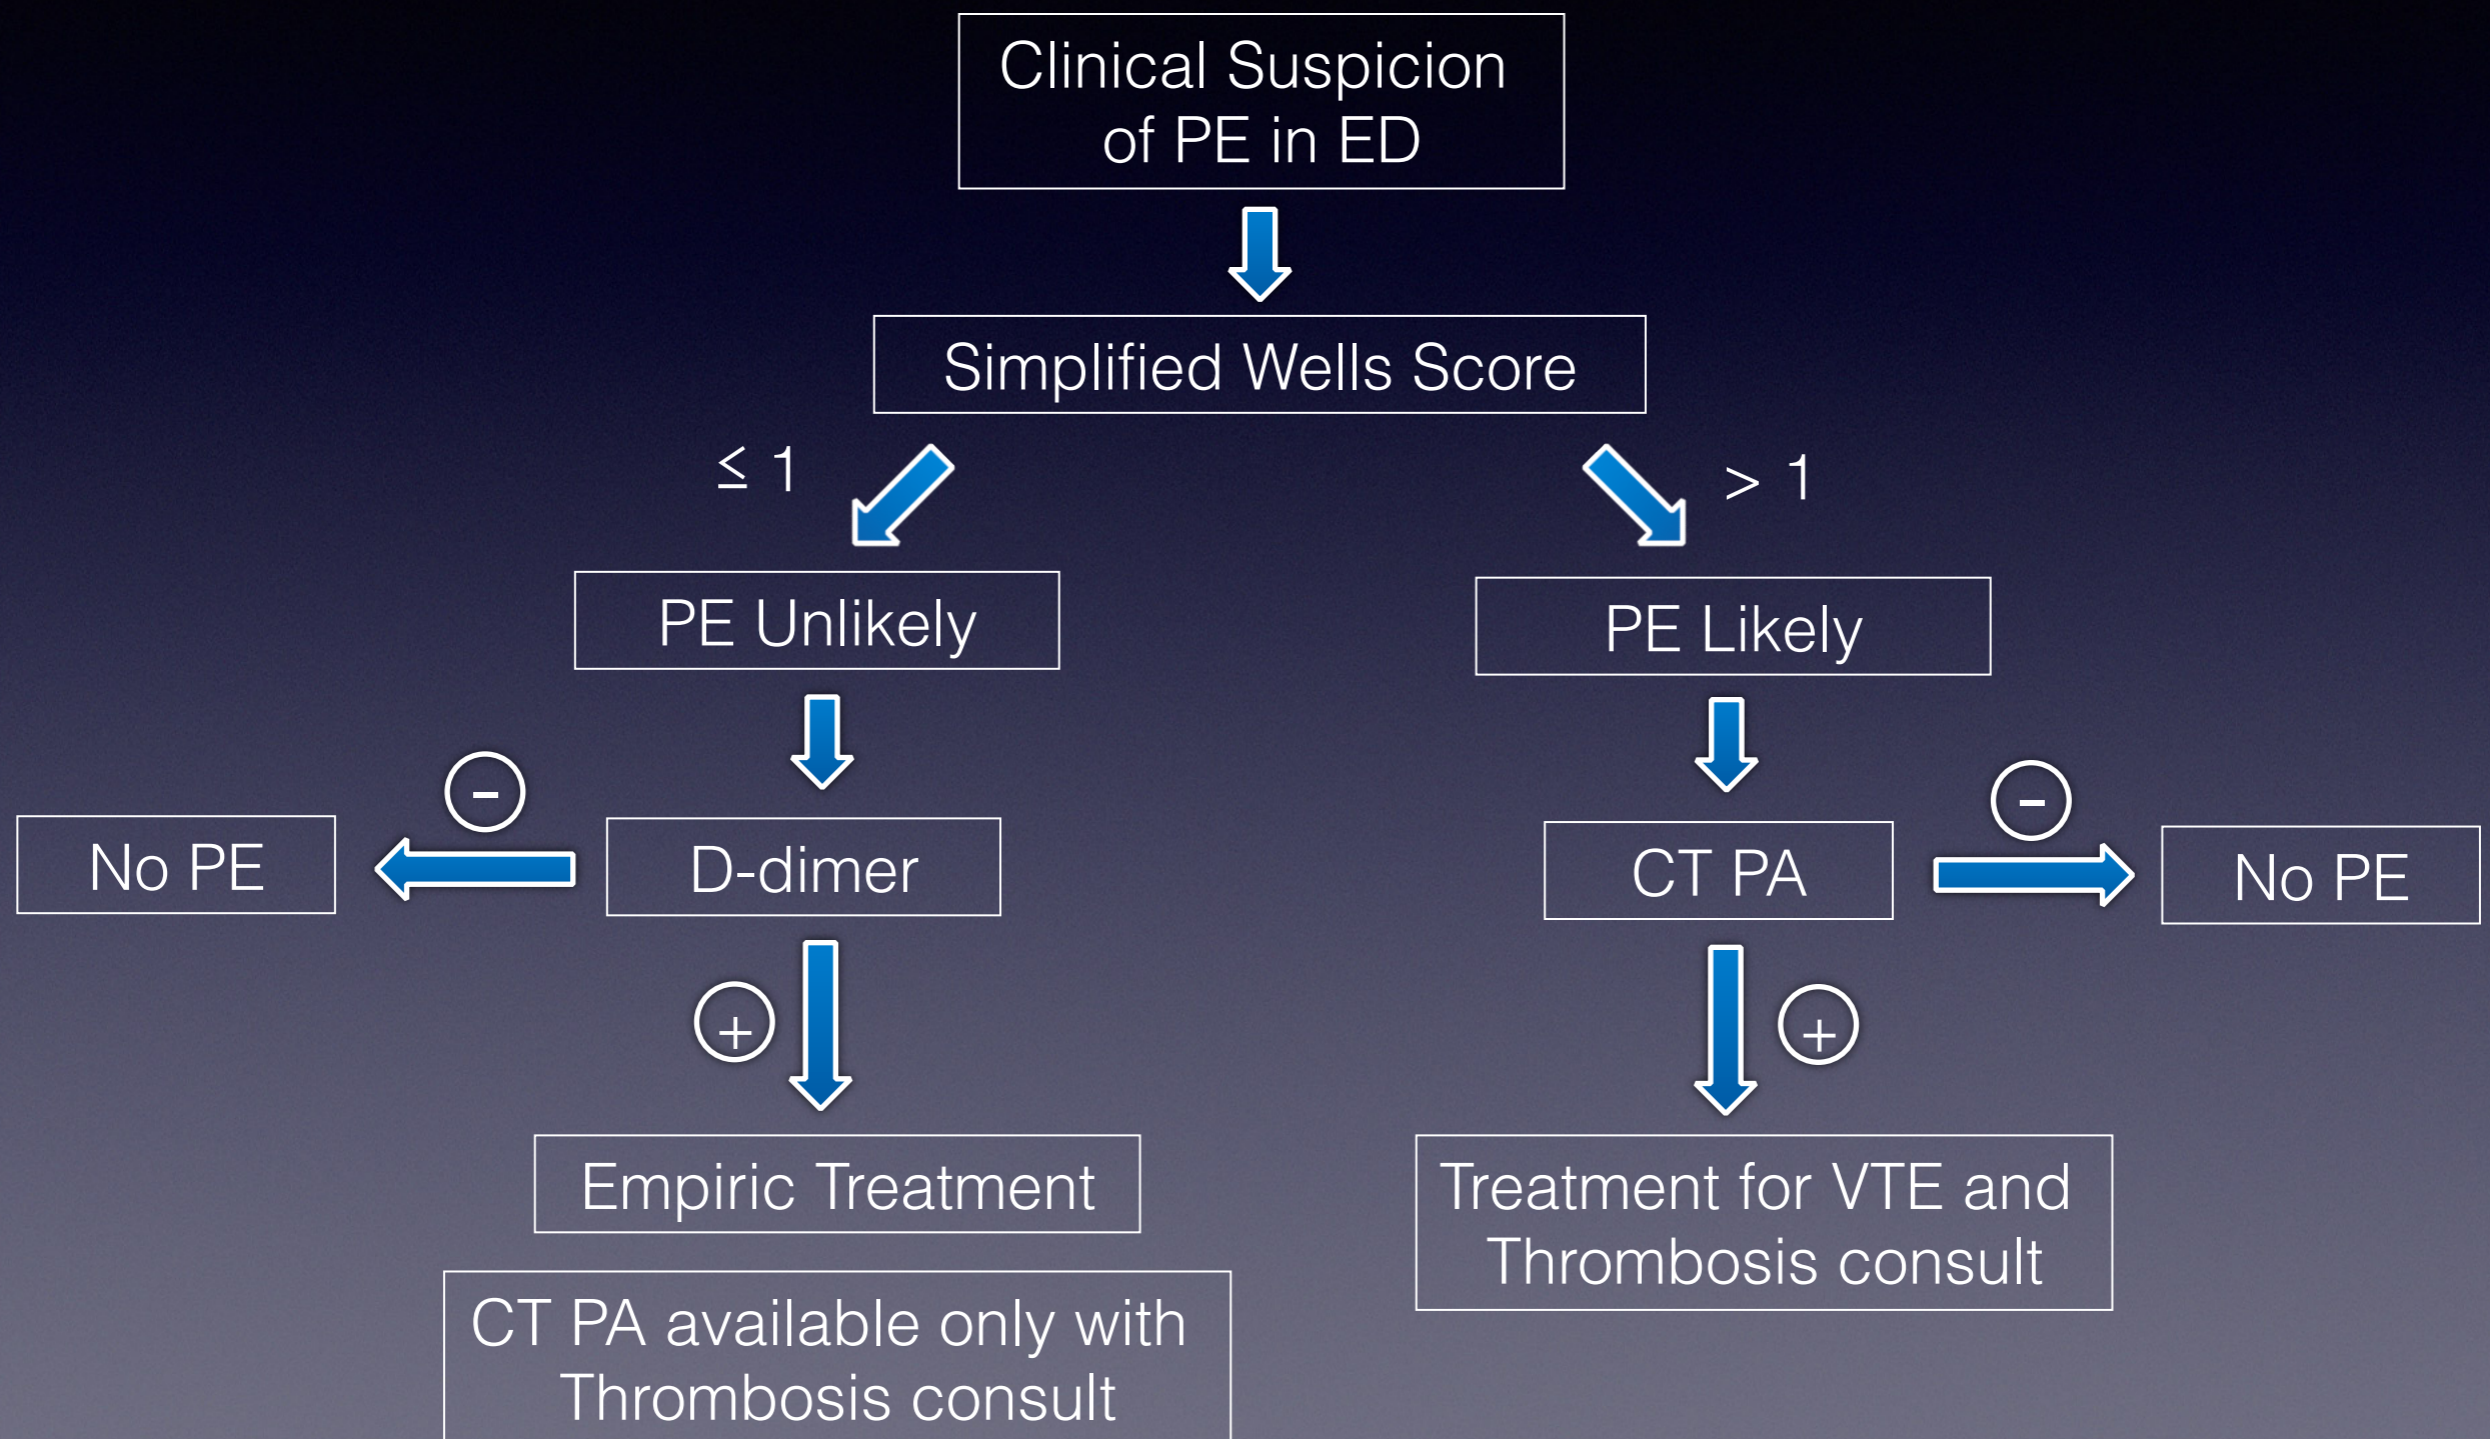 Clinical Suspicion
of PE in ED
Simplified Wells Score
≤ 1
> 1
PE Unlikely
PE Likely
-
-
No PE
D-dimer
CT PA
No PE
+
+
Empiric Treatment
Treatment for VTE and
Thrombosis consult
CT PA available only with
Thrombosis consult